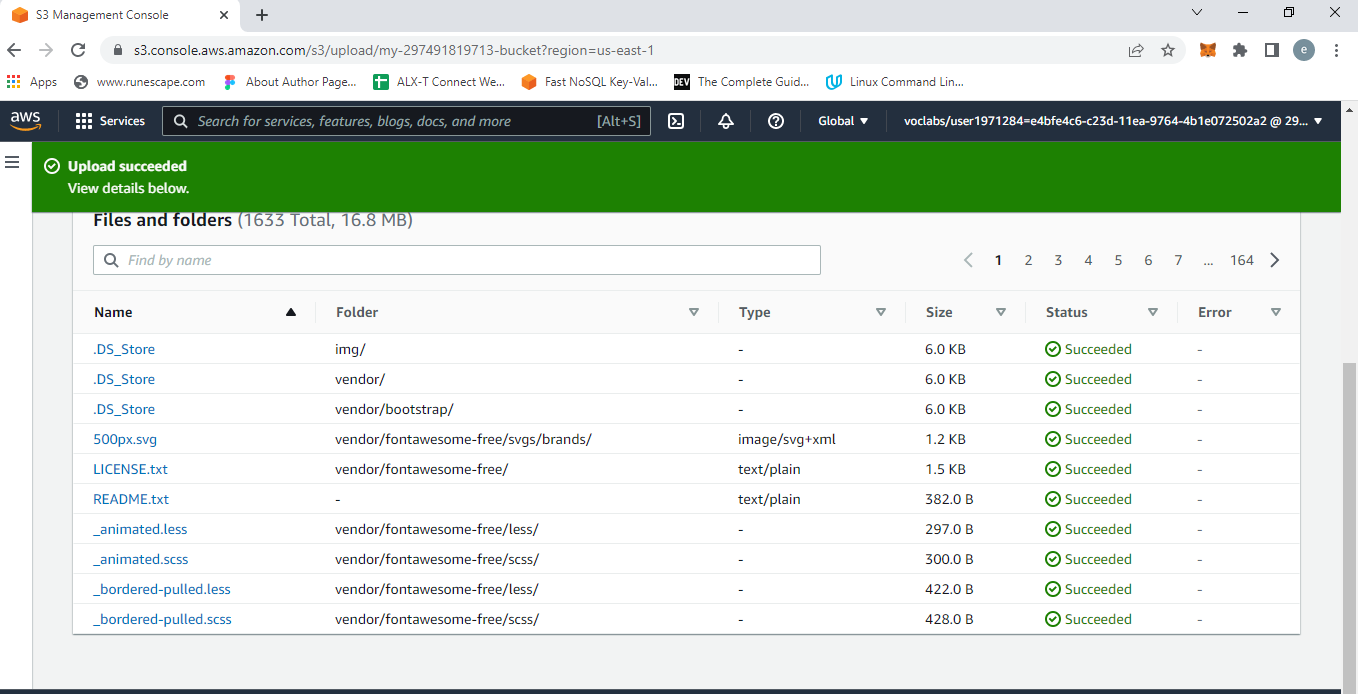 S3 Management Console
s3.console.aws.amazon.com/s3/upload/my-297491819713-bucket?region=us-east-1
e
Apps www.runescape.com About Author Page... ALX-T Connect We... Fast NoSQL Key-Val... DEV The Complete Guid... Linux Command Lin...
aws Services Search for services, features, blogs, docs, and more [Alt+S] Global voclabs/user1971284=e4bfe4c6-c23d-11ea-9764-4b1e072502a2 @ 29...
Upload succeeded
View details below.
Files and folders (1633 Total, 16.8 MB)
Find by name 1 2 3 4 5 6 7 ... 164
Name Folder Type Size Status Error
.DS_Store img/ - 6.0 KB Succeeded -
.DS_Store vendor/ - 6.0 KB Succeeded -
.DS_Store vendor/bootstrap/ - 6.0 KB Succeeded -
500px.svg vendor/fontawesome-free/svgs/brands/ image/svg+xml 1.2 KB Succeeded -
LICENSE.txt vendor/fontawesome-free/ text/plain 1.5 KB Succeeded -
README.txt - text/plain 382.0 B Succeeded -
_animated.less vendor/fontawesome-free/less/ - 297.0 B Succeeded -
_animated.scss vendor/fontawesome-free/scss/ - 300.0 B Succeeded -
_bordered-pulled.less vendor/fontawesome-free/less/ - 422.0 B Succeeded -
_bordered-pulled.scss vendor/fontawesome-free/scss/ - 428.0 B Succeeded -